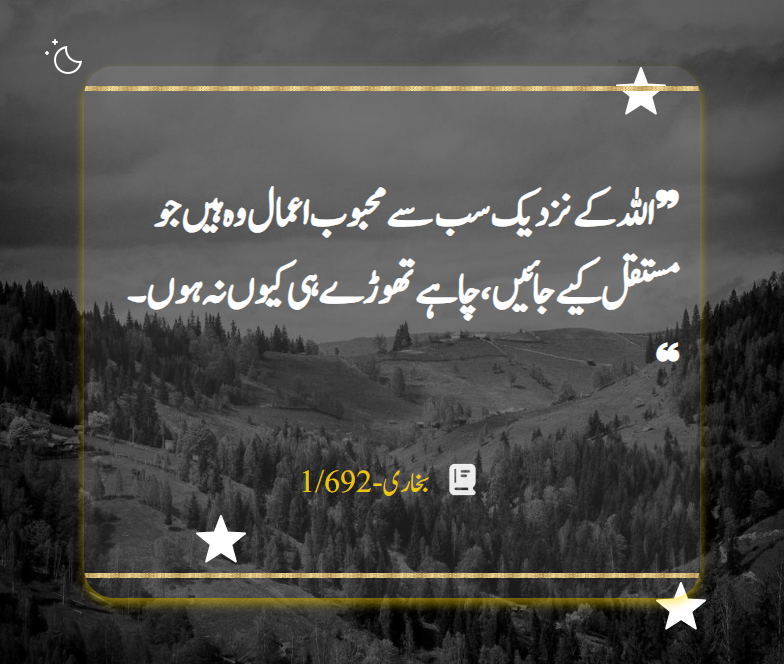 ”اللہ کے نزدیک سب سے محبوب اعمال وہ ہیں جو
مستقل کیے جائیں، چاہے تھوڑے ہی کیوں نہ ہوں۔
“
بخاری-1/692